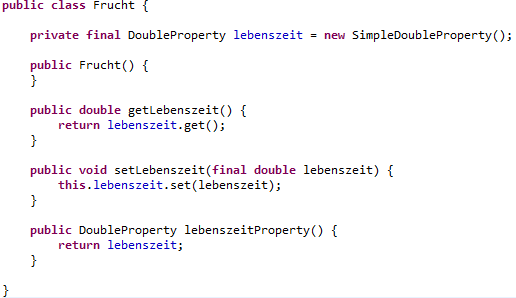 public class Frucht {
private final DoubleProperty lebenszeit = new SimpleDoubleProperty();
public Frucht() {
}
public double getLebenszeit() {
return lebenszeit.get();
}
public void setLebenszeit(final double lebenszeit) {
this.lebenszeit.set(lebenszeit);
}
public DoubleProperty lebenszeitProperty() {
return lebenszeit;
}
}